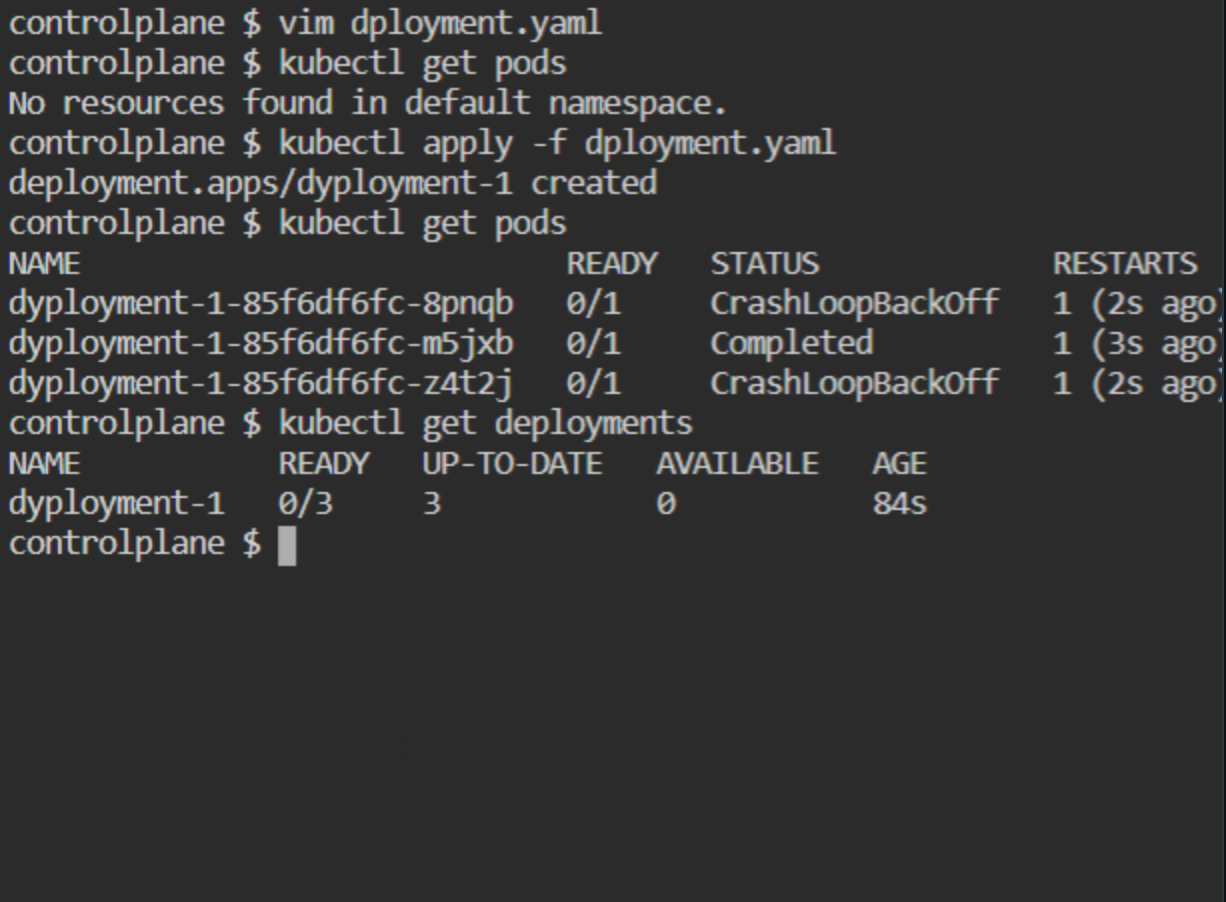 controlplane $ vim dployment.yaml
controlplane $ kubectl get pods
No resources found in default namespace.
controlplane $ kubectl apply -f dployment.yaml
deployment.apps/dyployment-1 created
controlplane $ kubectl get pods
NAME READY STATUS RESTARTS
dyployment-1-85f6df6fc-8pnqb 0/1 CrashLoopBackOff 1 (2s ago)
dyployment-1-85f6df6fc-m5jxb 0/1 Completed 1 (3s ago)
dyployment-1-85f6df6fc-z4t2j 0/1 CrashLoopBackOff 1 (2s ago)
controlplane $ kubectl get deployments
NAME READY UP-TO-DATE AVAILABLE AGE
dyployment-1 0/3 3 0 84s
controlplane $